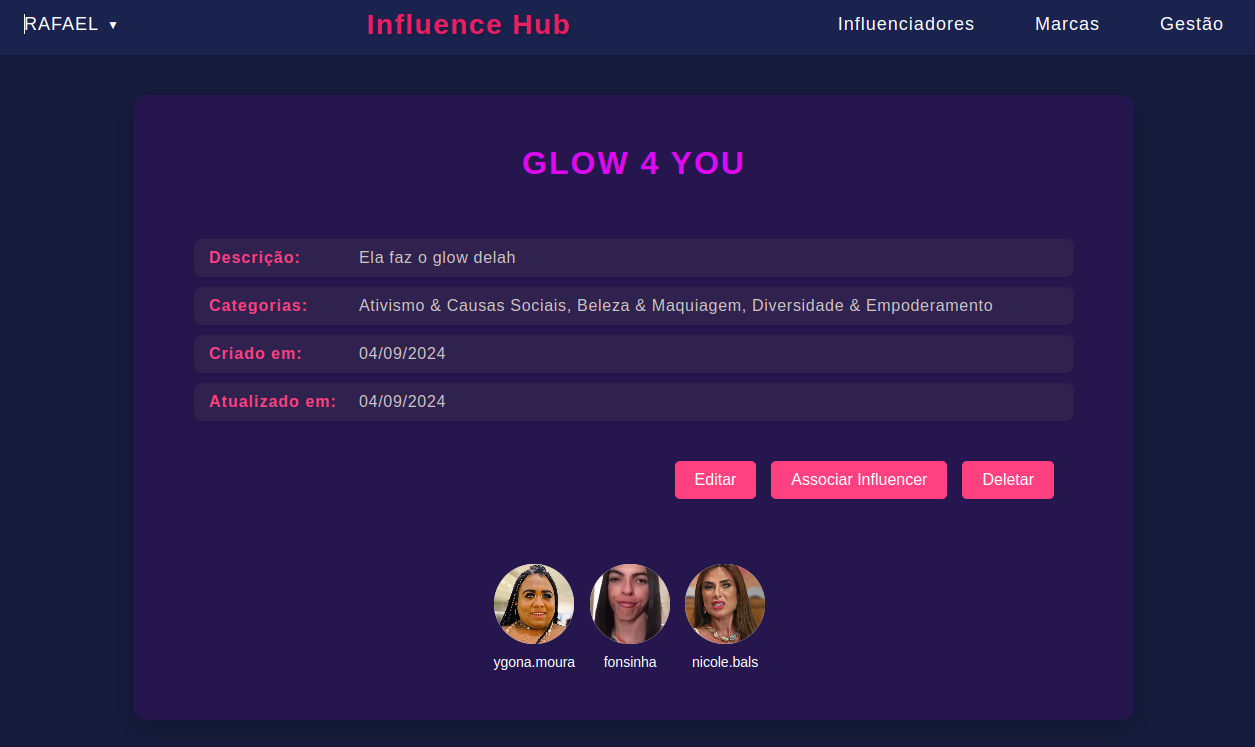 RAFAEL ▼
Influence Hub
Influenciadores
Marcas
Gestão
GLOW 4 YOU
Descrição: Ela faz o glow delah
Categorias: Ativismo & Causas Sociais, Beleza & Maquiagem, Diversidade & Empoderamento
Criado em: 04/09/2024
Atualizado em: 04/09/2024
Editar
Associar Influencer
Deletar
ygona.moura
fonsinha
nicole.bals